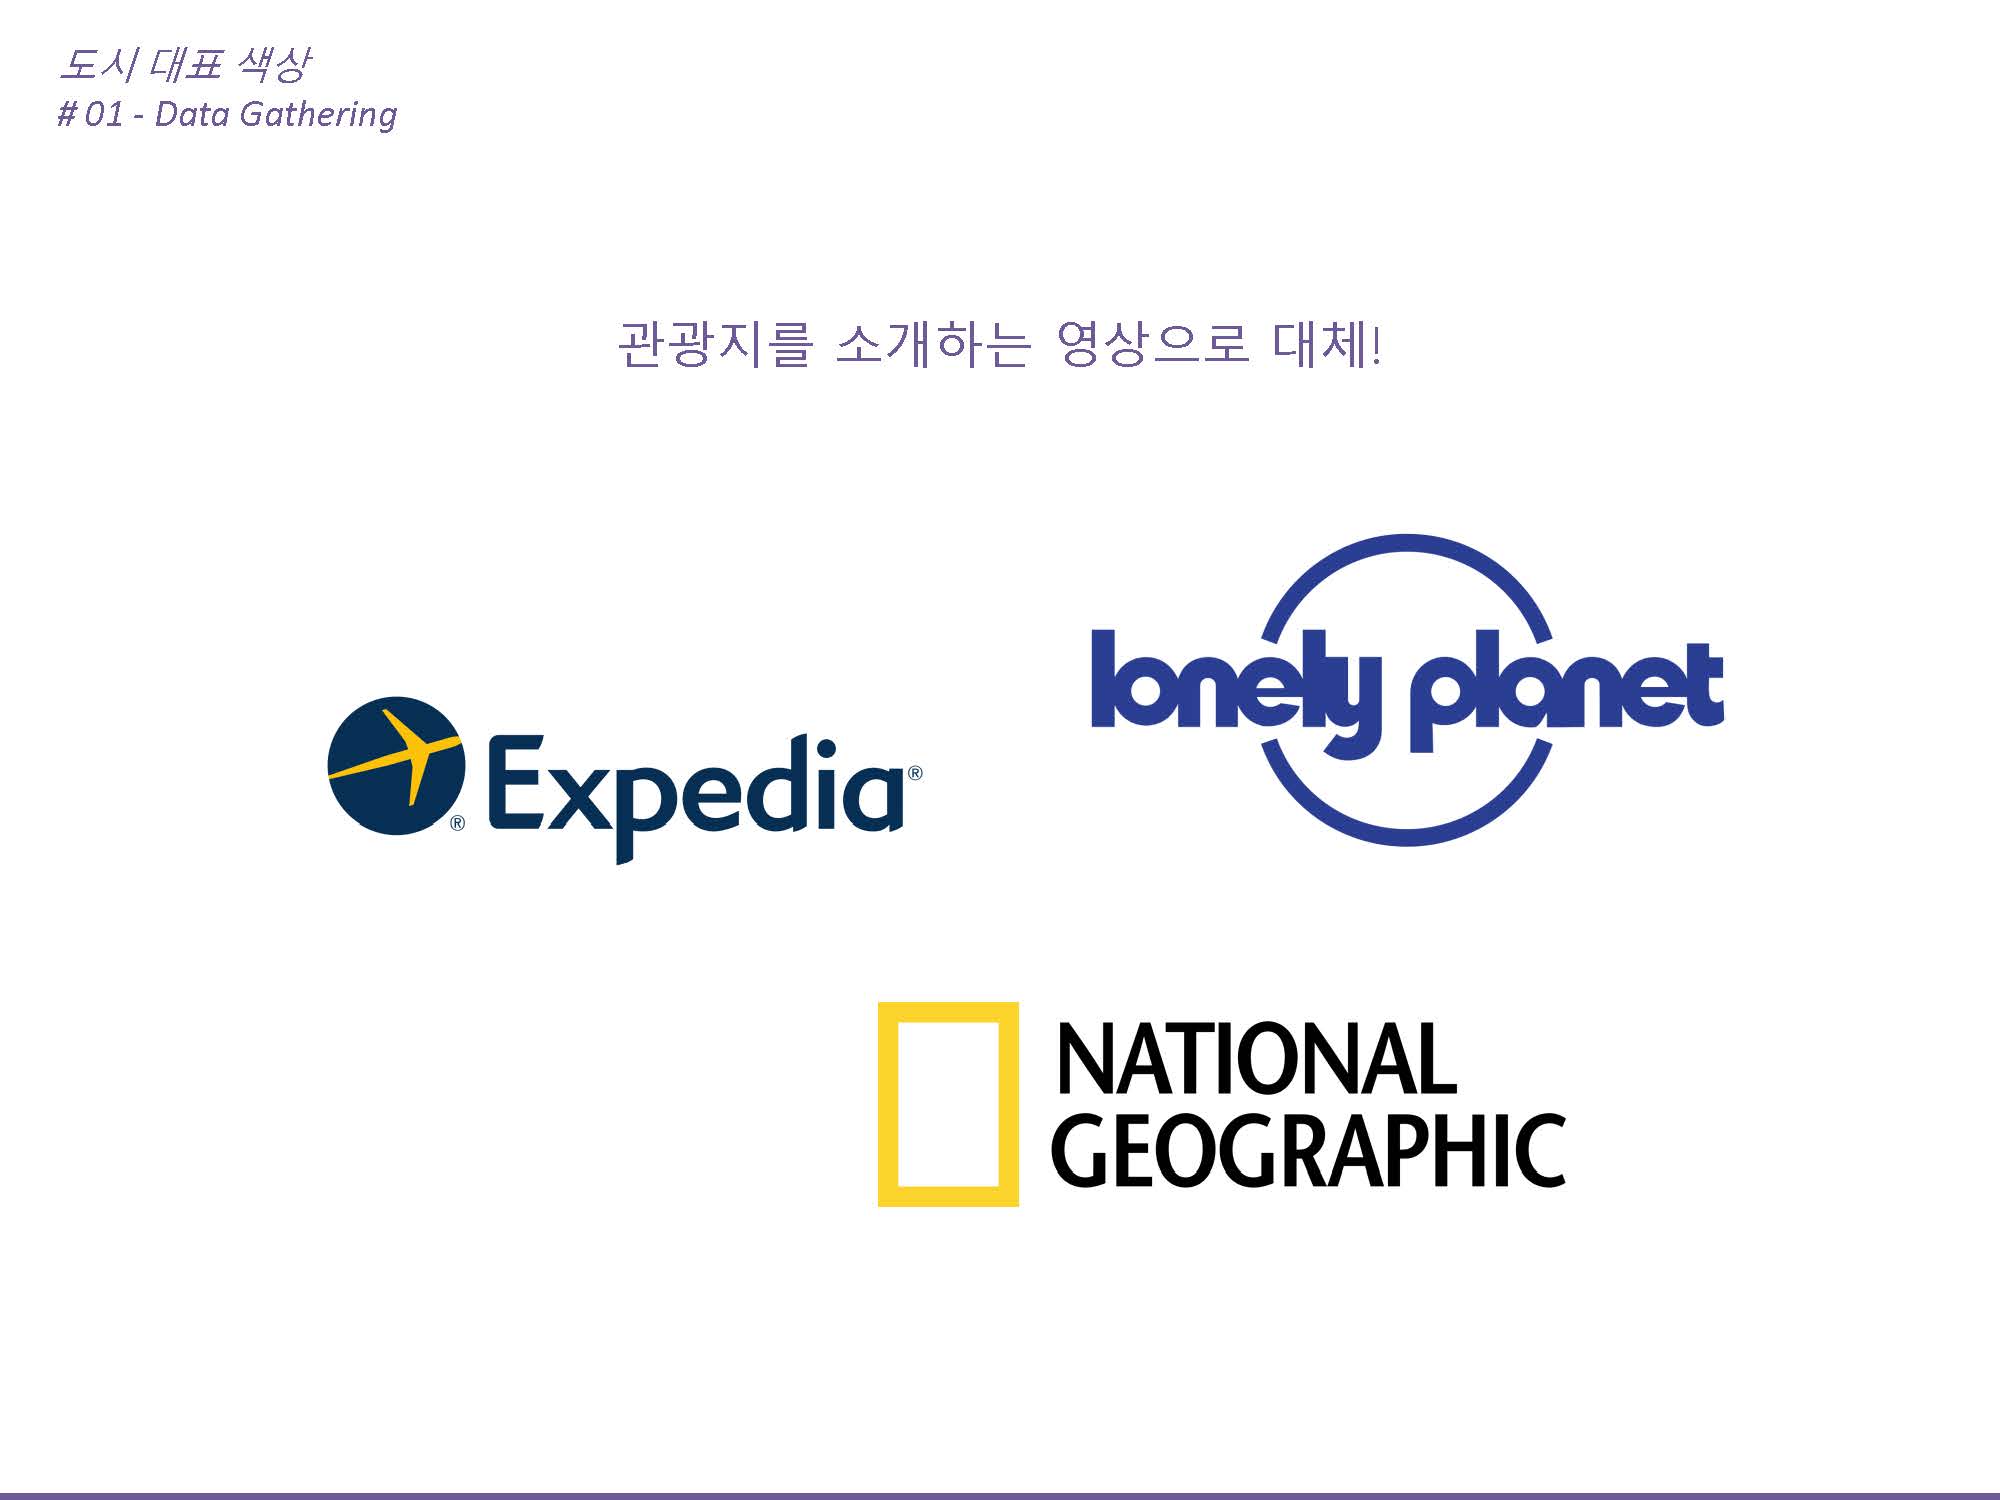 도시 대표 색상
# 01 - Data Gathering
관광지를 소개하는 영상으로 대체!
lonely planet
® Expedia®
NATIONAL
GEOGRAPHIC